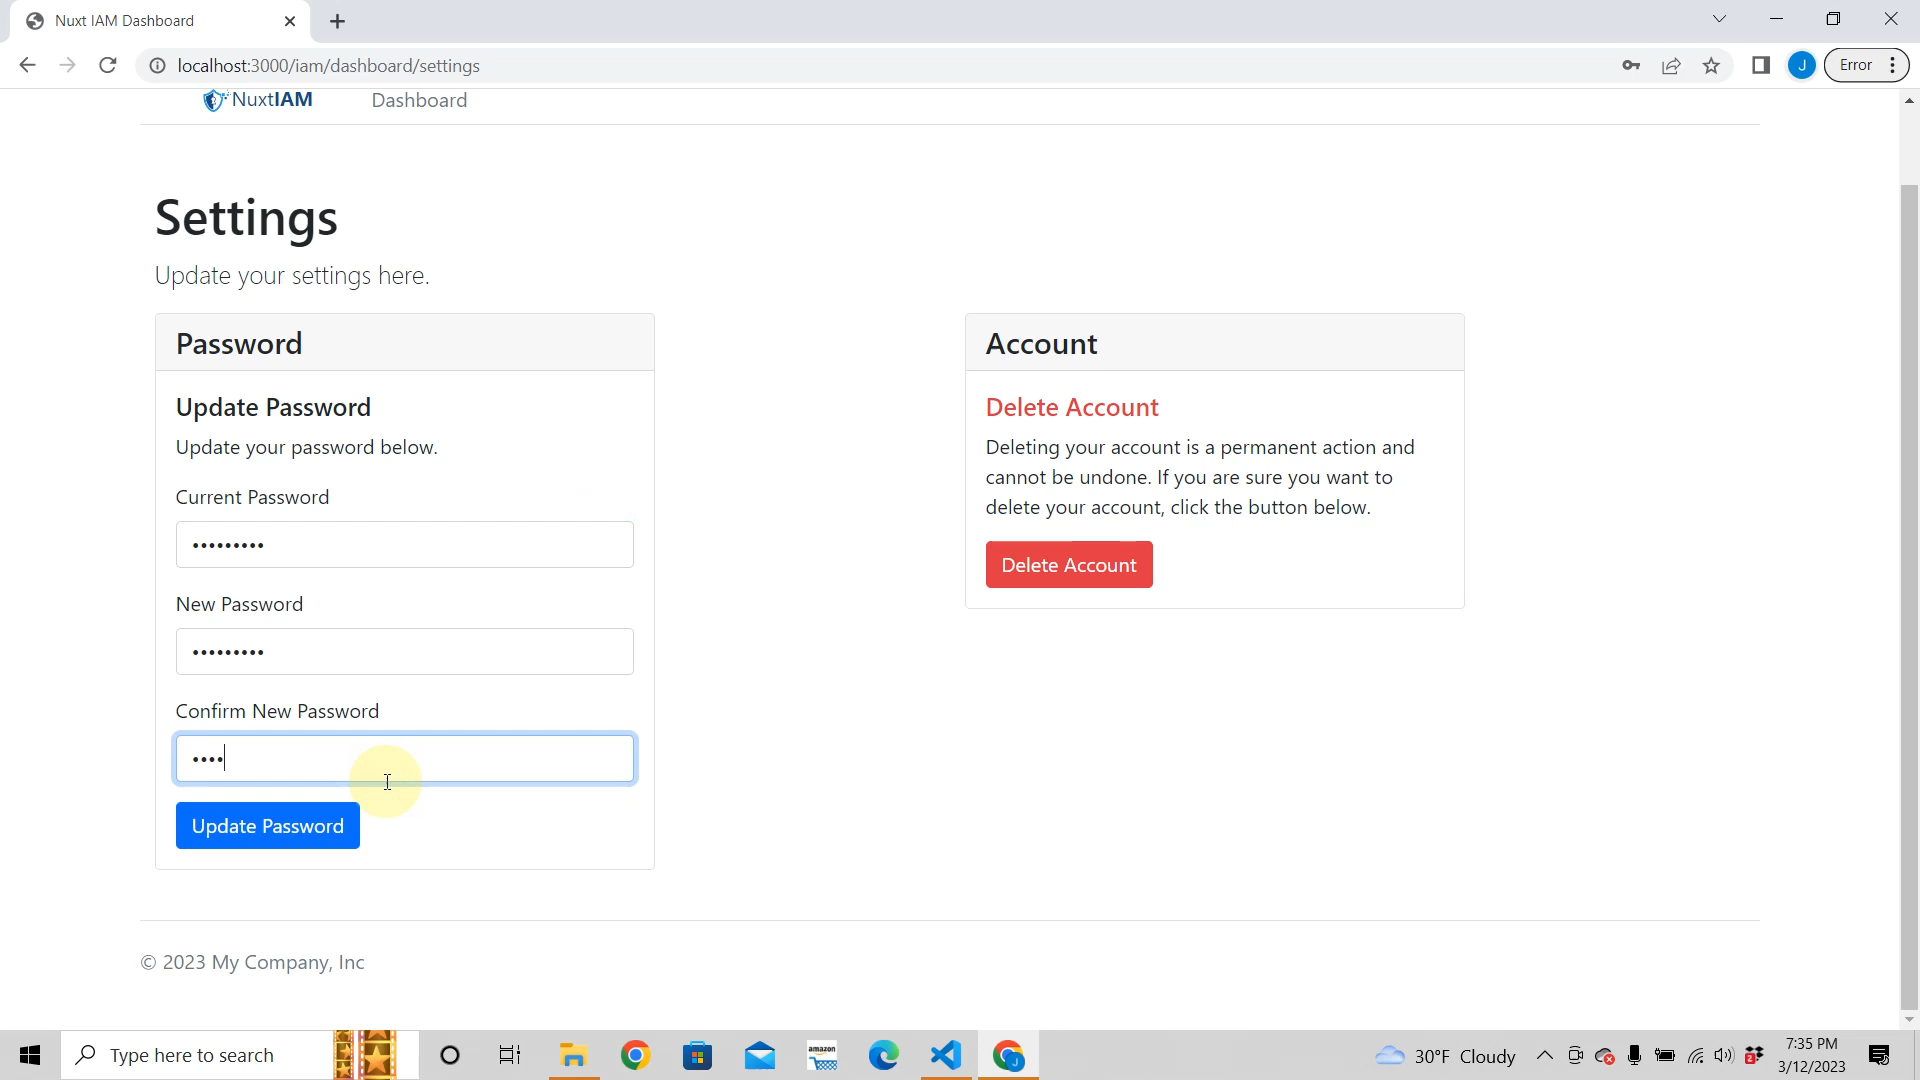 Nuxt IAM Dashboard
localhost:3000/iam/dashboard/settings
J
Error
NuxtIAM
Dashboard
Settings
Update your settings here.
Password
Update Password
Update your password below.
Current Password
•••••••••
New Password
•••••••••
Confirm New Password
••••
Update Password
Account
Delete Account
Deleting your account is a permanent action and
cannot be undone. If you are sure you want to
delete your account, click the button below.
Delete Account
© 2023 My Company, Inc
Type here to search
amazon
J
30°F Cloudy
2
7:35 PM
3/12/2023